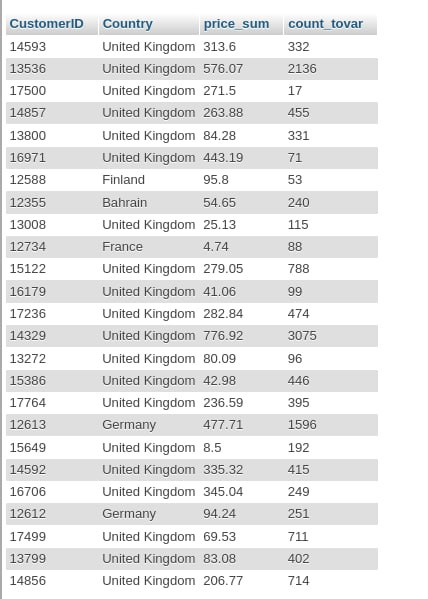 CustomerID Country price_sum count_tovar
14593 United Kingdom 313.6 332
13536 United Kingdom 576.07 2136
17500 United Kingdom 271.5 17
14857 United Kingdom 263.88 455
13800 United Kingdom 84.28 331
16971 United Kingdom 443.19 71
12588 Finland 95.8 53
12355 Bahrain 54.65 240
13008 United Kingdom 25.13 115
12734 France 4.74 88
15122 United Kingdom 279.05 788
16179 United Kingdom 41.06 99
17236 United Kingdom 282.84 474
14329 United Kingdom 776.92 3075
13272 United Kingdom 80.09 96
15386 United Kingdom 42.98 446
17764 United Kingdom 236.59 395
12613 Germany 477.71 1596
15649 United Kingdom 8.5 192
14592 United Kingdom 335.32 415
16706 United Kingdom 345.04 249
12612 Germany 94.24 251
17499 United Kingdom 69.53 711
13799 United Kingdom 83.08 402
14856 United Kingdom 206.77 714